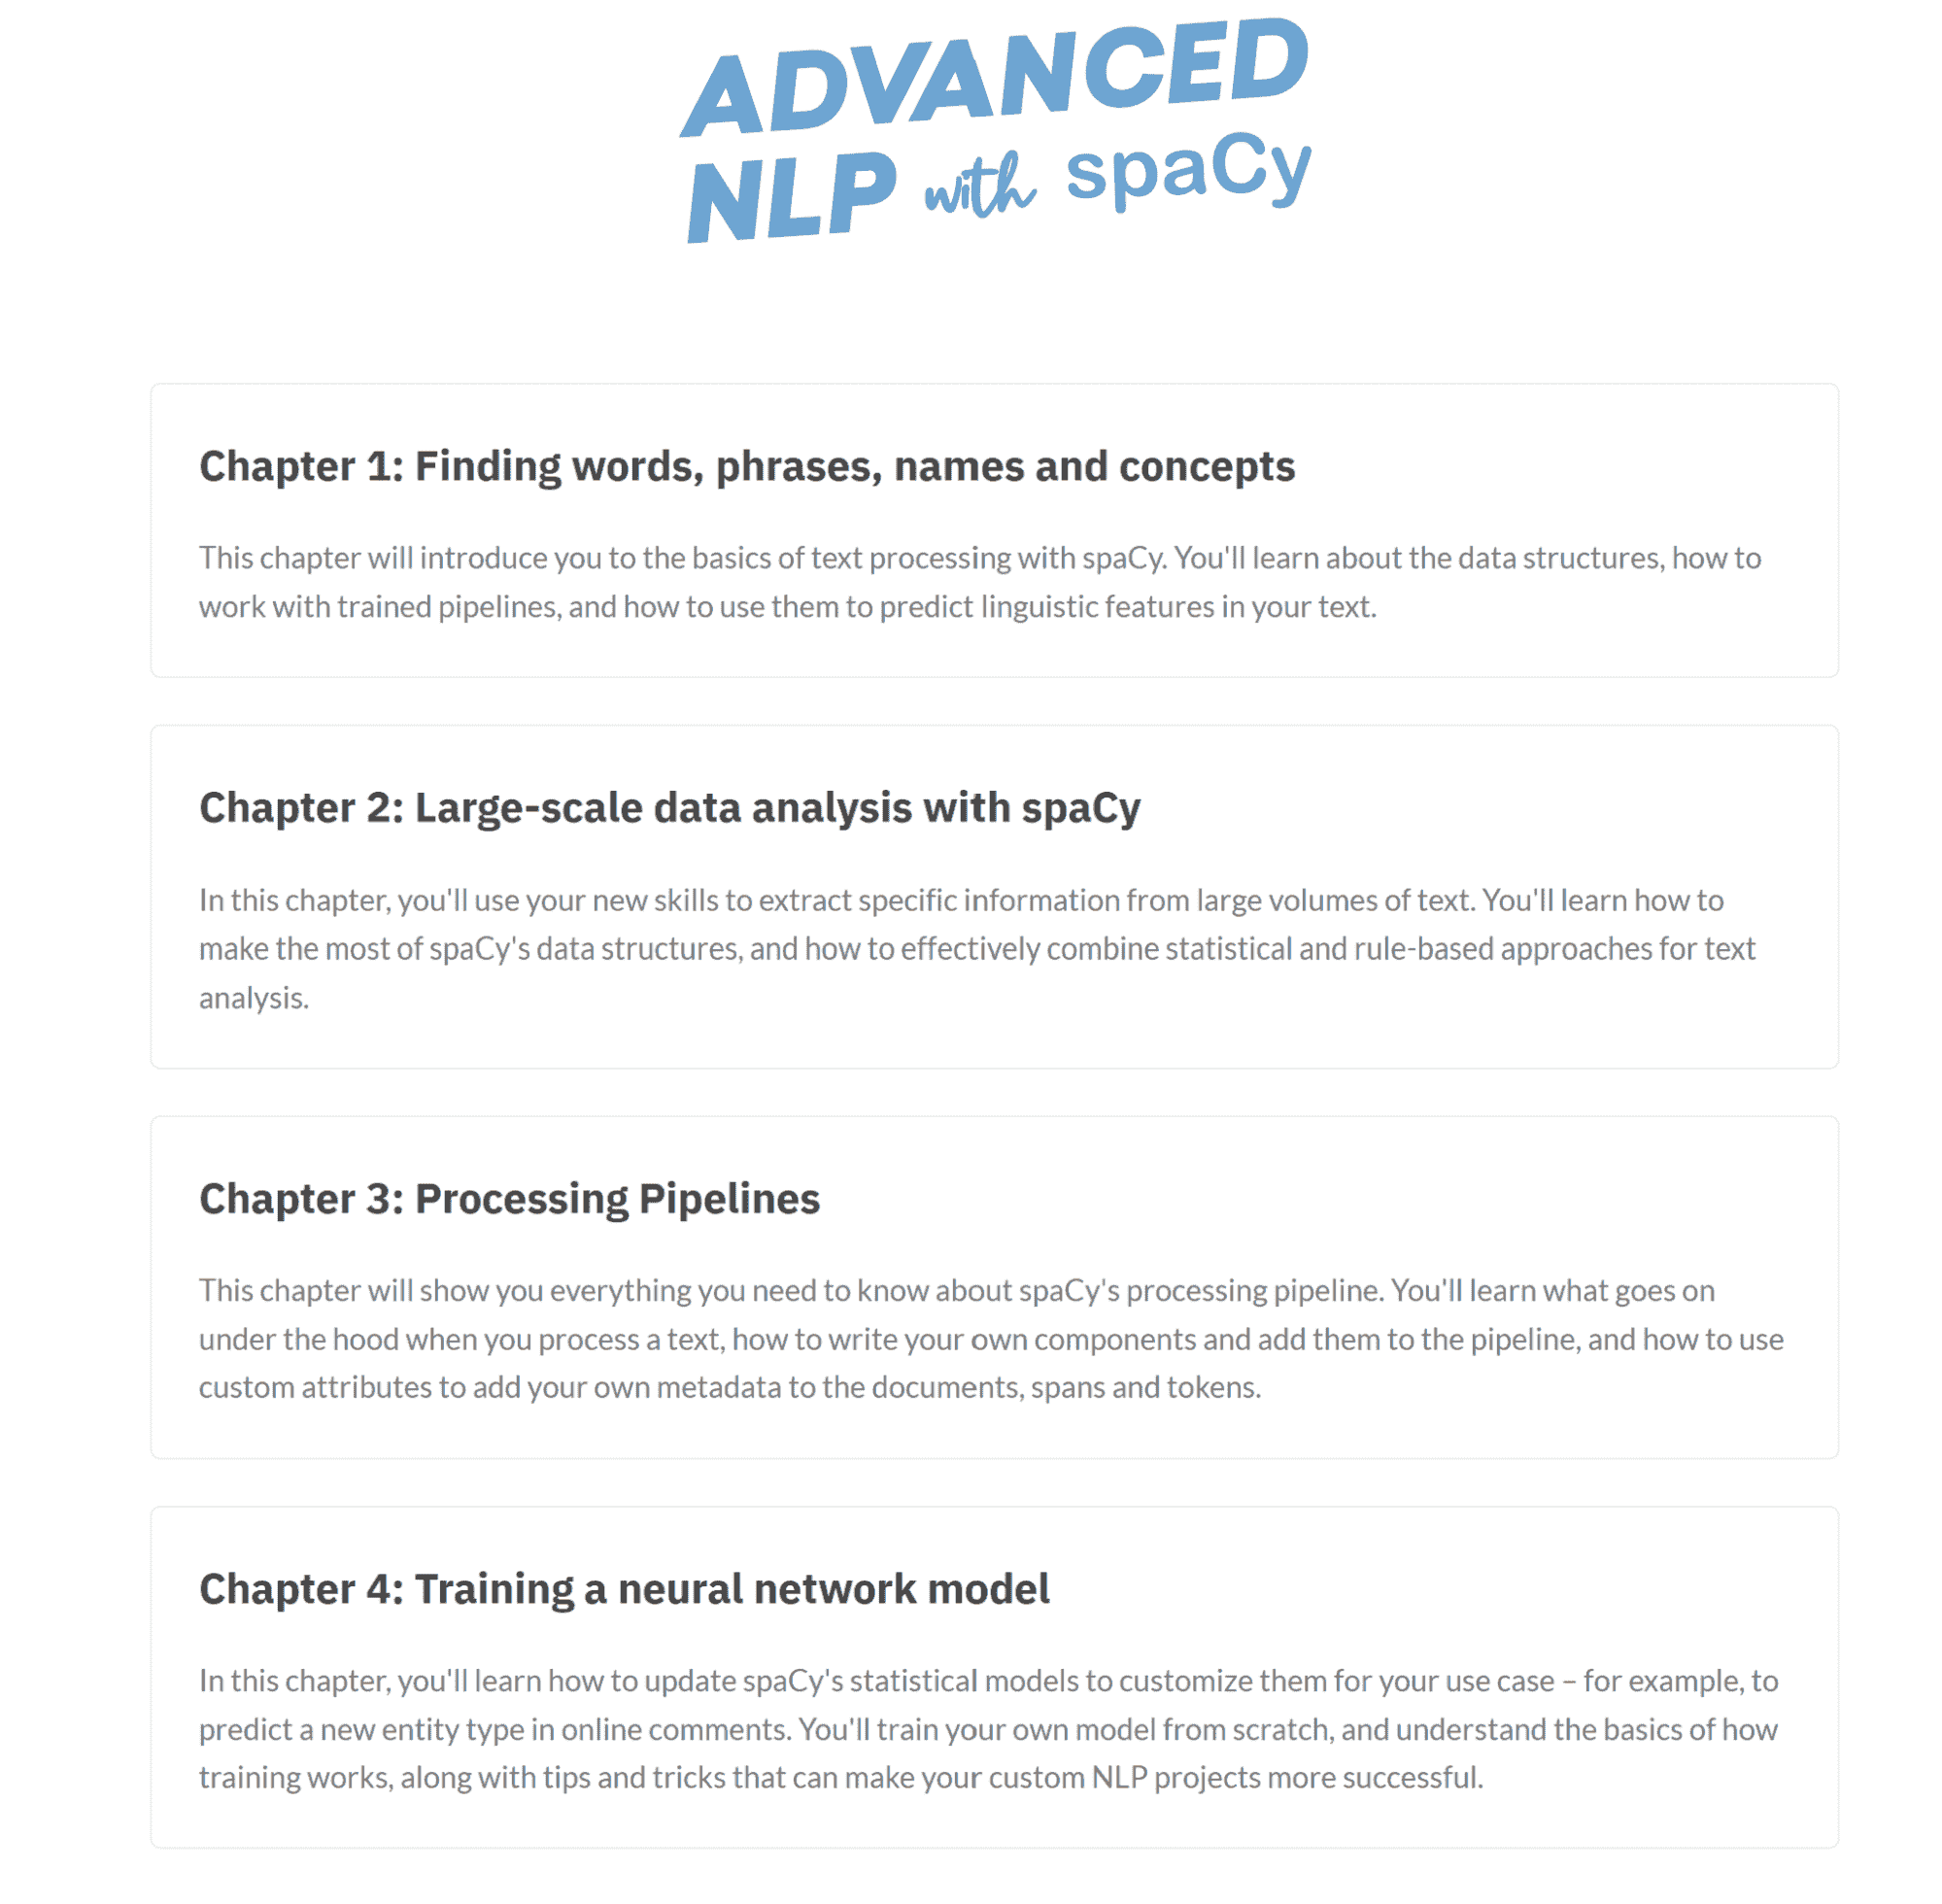 ADVANCED
NLP with spaCy
Chapter 1: Finding words, phrases, names and concepts
This chapter will introduce you to the basics of text processing with spaCy. You'll learn about the data structures, how to
work with trained pipelines, and how to use them to predict linguistic features in your text.
Chapter 2: Large-scale data analysis with spaCy
In this chapter, you'll use your new skills to extract specific information from large volumes of text. You'll learn how to
make the most of spaCy's data structures, and how to effectively combine statistical and rule-based approaches for text
analysis.
Chapter 3: Processing Pipelines
This chapter will show you everything you need to know about spaCy's processing pipeline. You'll learn what goes on
under the hood when you process a text, how to write your own components and add them to the pipeline, and how to use
custom attributes to add your own metadata to the documents, spans and tokens.
Chapter 4: Training a neural network model
In this chapter, you'll learn how to update spaCy's statistical models to customize them for your use case – for example, to
predict a new entity type in online comments. You'll train your own model from scratch, and understand the basics of how
training works, along with tips and tricks that can make your custom NLP projects more successful.